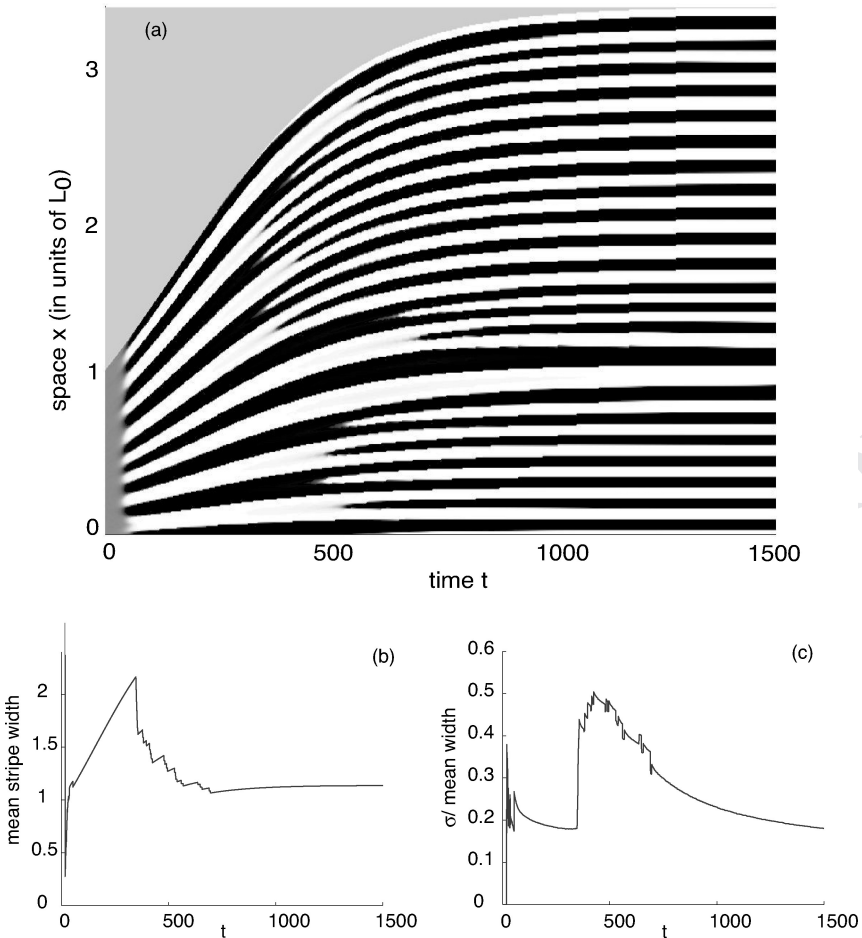 (a)
space x (in units of L0)
3
2
1
0
0 500 1000 1500
time t
(b)
mean stripe width
2
1.5
1
0.5
0
0 500 1000 1500
t
(c)
σ/ mean width
0.6
0.5
0.4
0.3
0.2
0.1
0
0 500 1000 1500
t